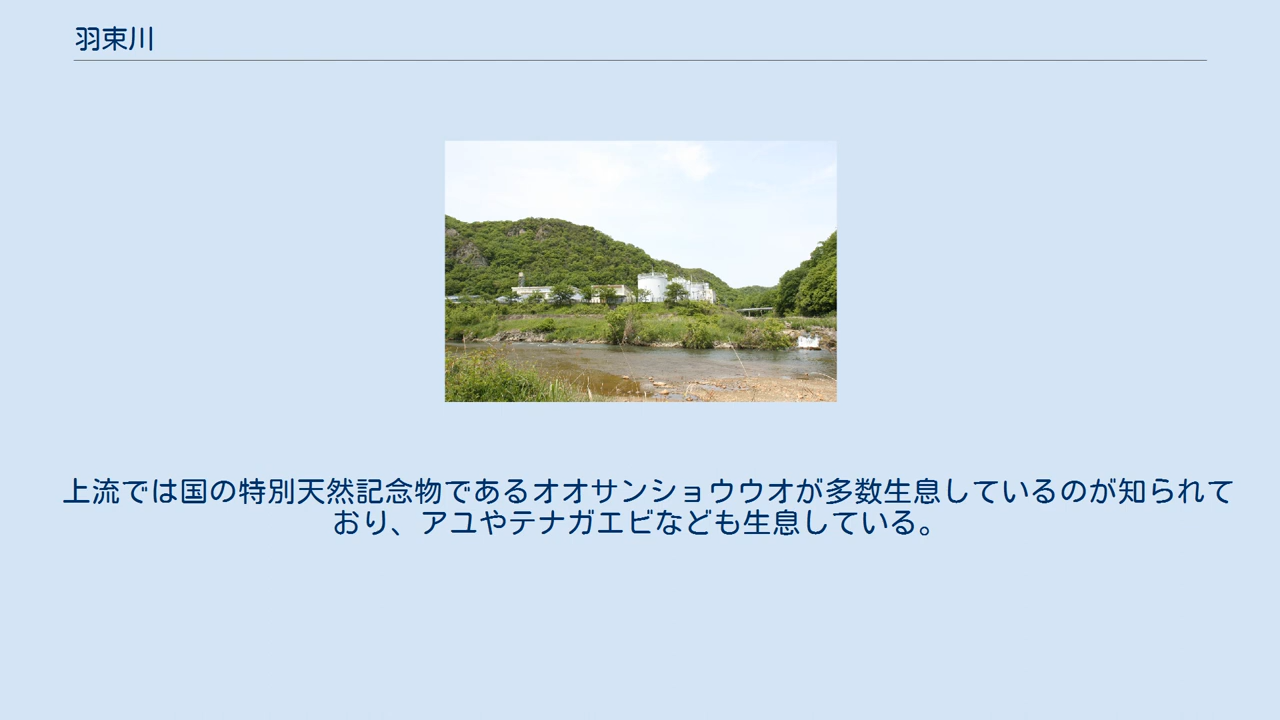 羽束川
上流では国の特別天然記念物であるオオサンショウウオが多数生息しているのが知られて
おり、アユやテナガエビなども生息している。